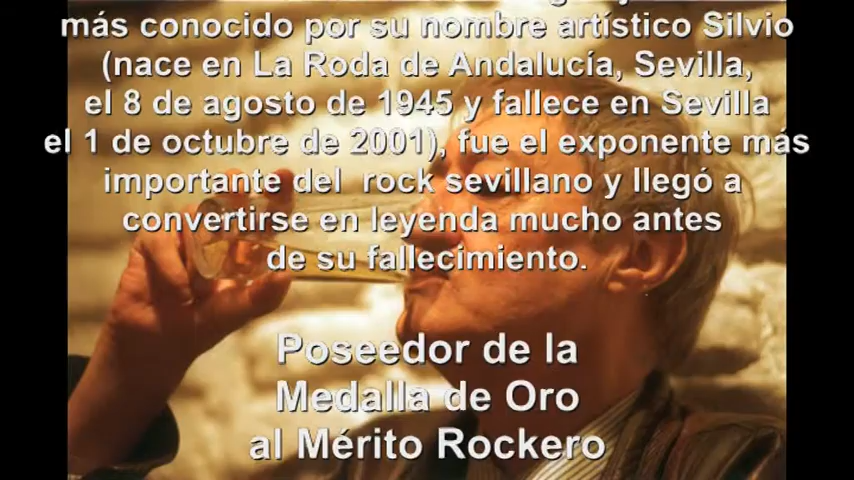 más conocido por su nombre artístico Silvio
(nace en La Roda de Andalucía, Sevilla,
el 8 de agosto de 1945 y fallece en Sevilla
el 1 de octubre de 2001), fue el exponente más
importante del rock sevillano y llegó a
convertirse en leyenda mucho antes
de su fallecimiento.
Poseedor de la
Medalla de Oro
al Mérito Rockero